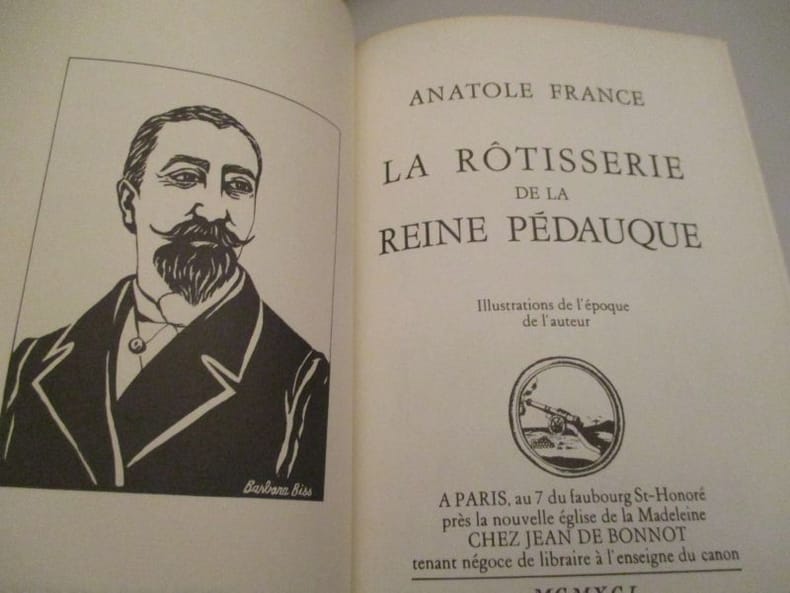 Barbara Biss
ANATOLE FRANCE
LA RÔTISSERIE
DE LA
REINE PÉDAUQUE
Illustrations de l'époque
de l'auteur
A PARIS, au 7 du faubourg St-Honoré
près la nouvelle église de la Madeleine
CHEZ JEAN DE BONNOT
tenant négoce de libraire à l'enseigne du canon
MCMXCI